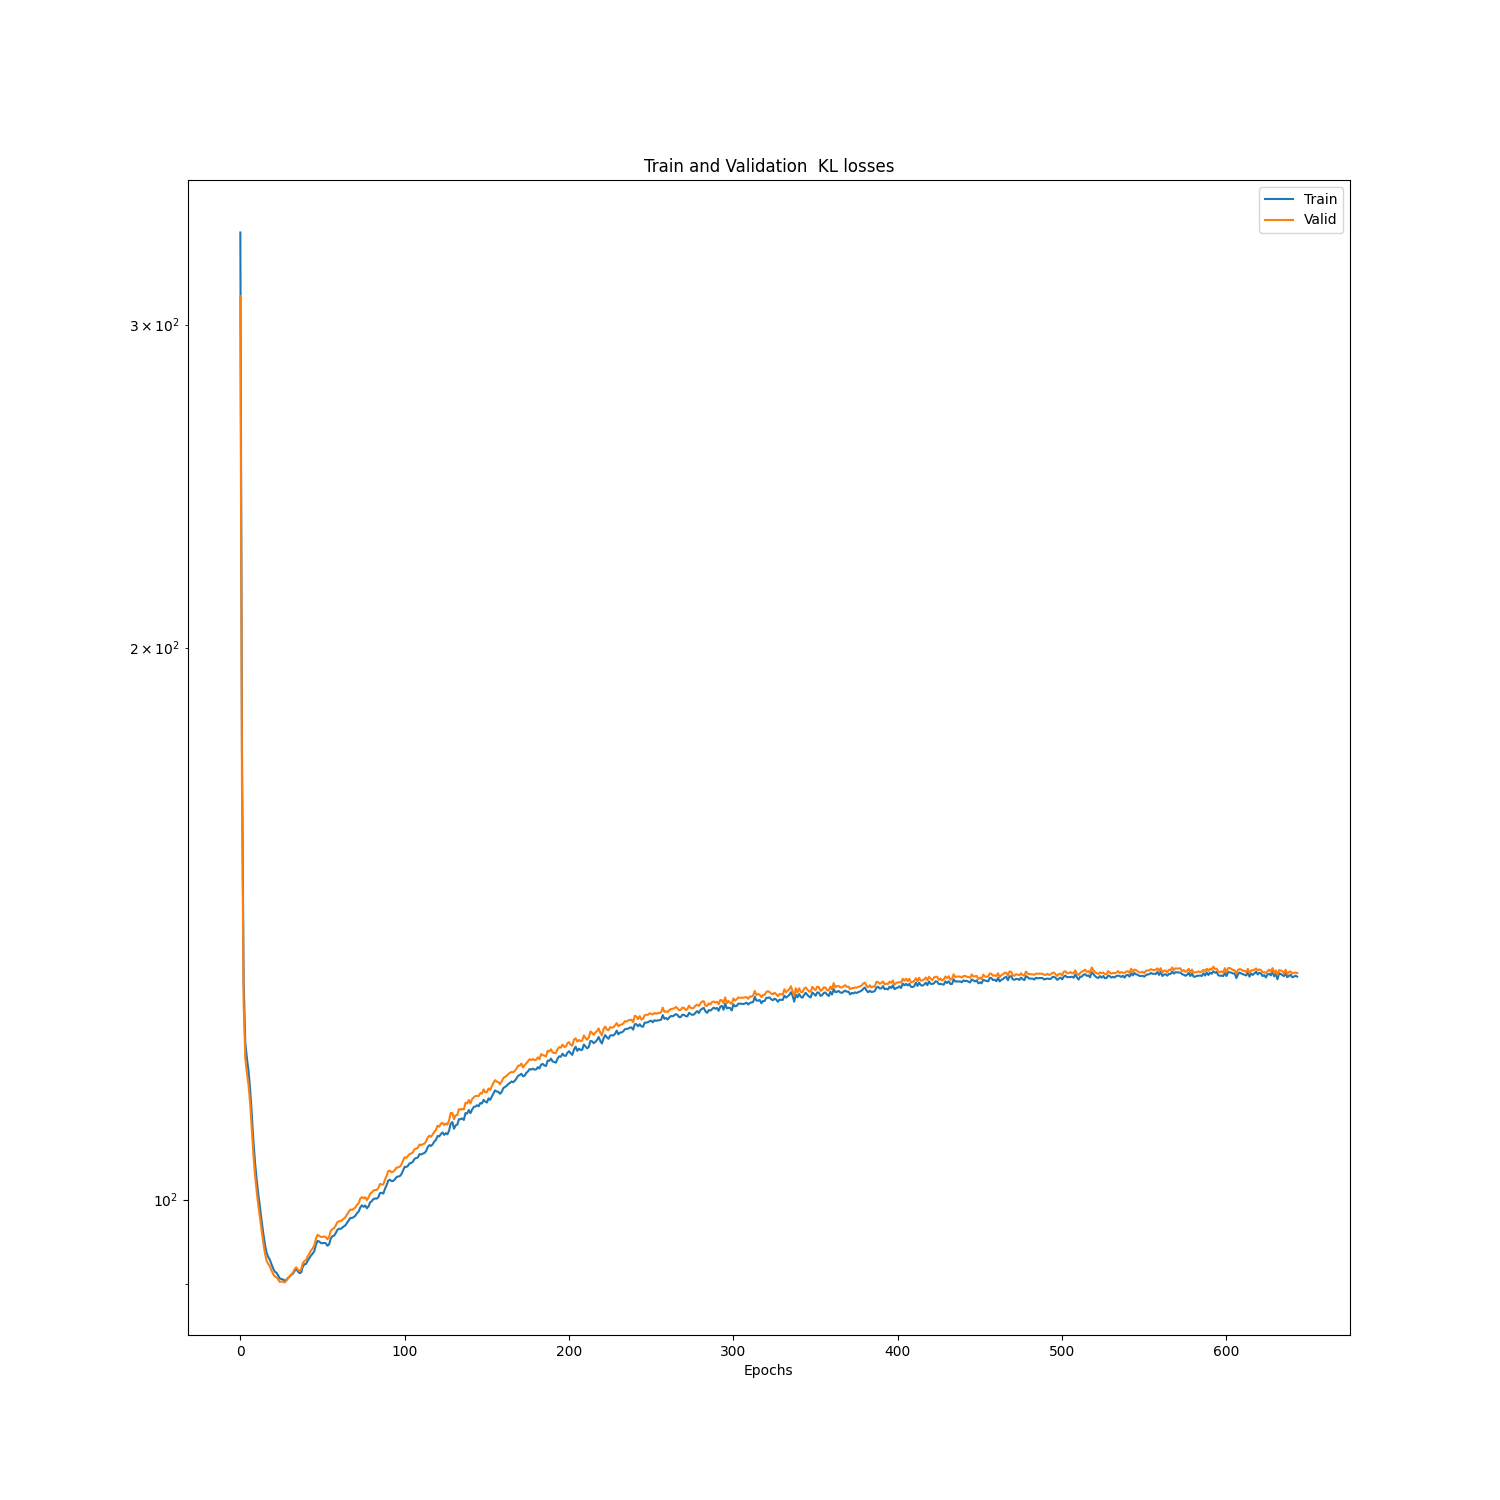 Train and Validation  KL losses
Train
Valid
3 × 10²
2 × 10²
10²
0 100 200 300 400 500 600
Epochs